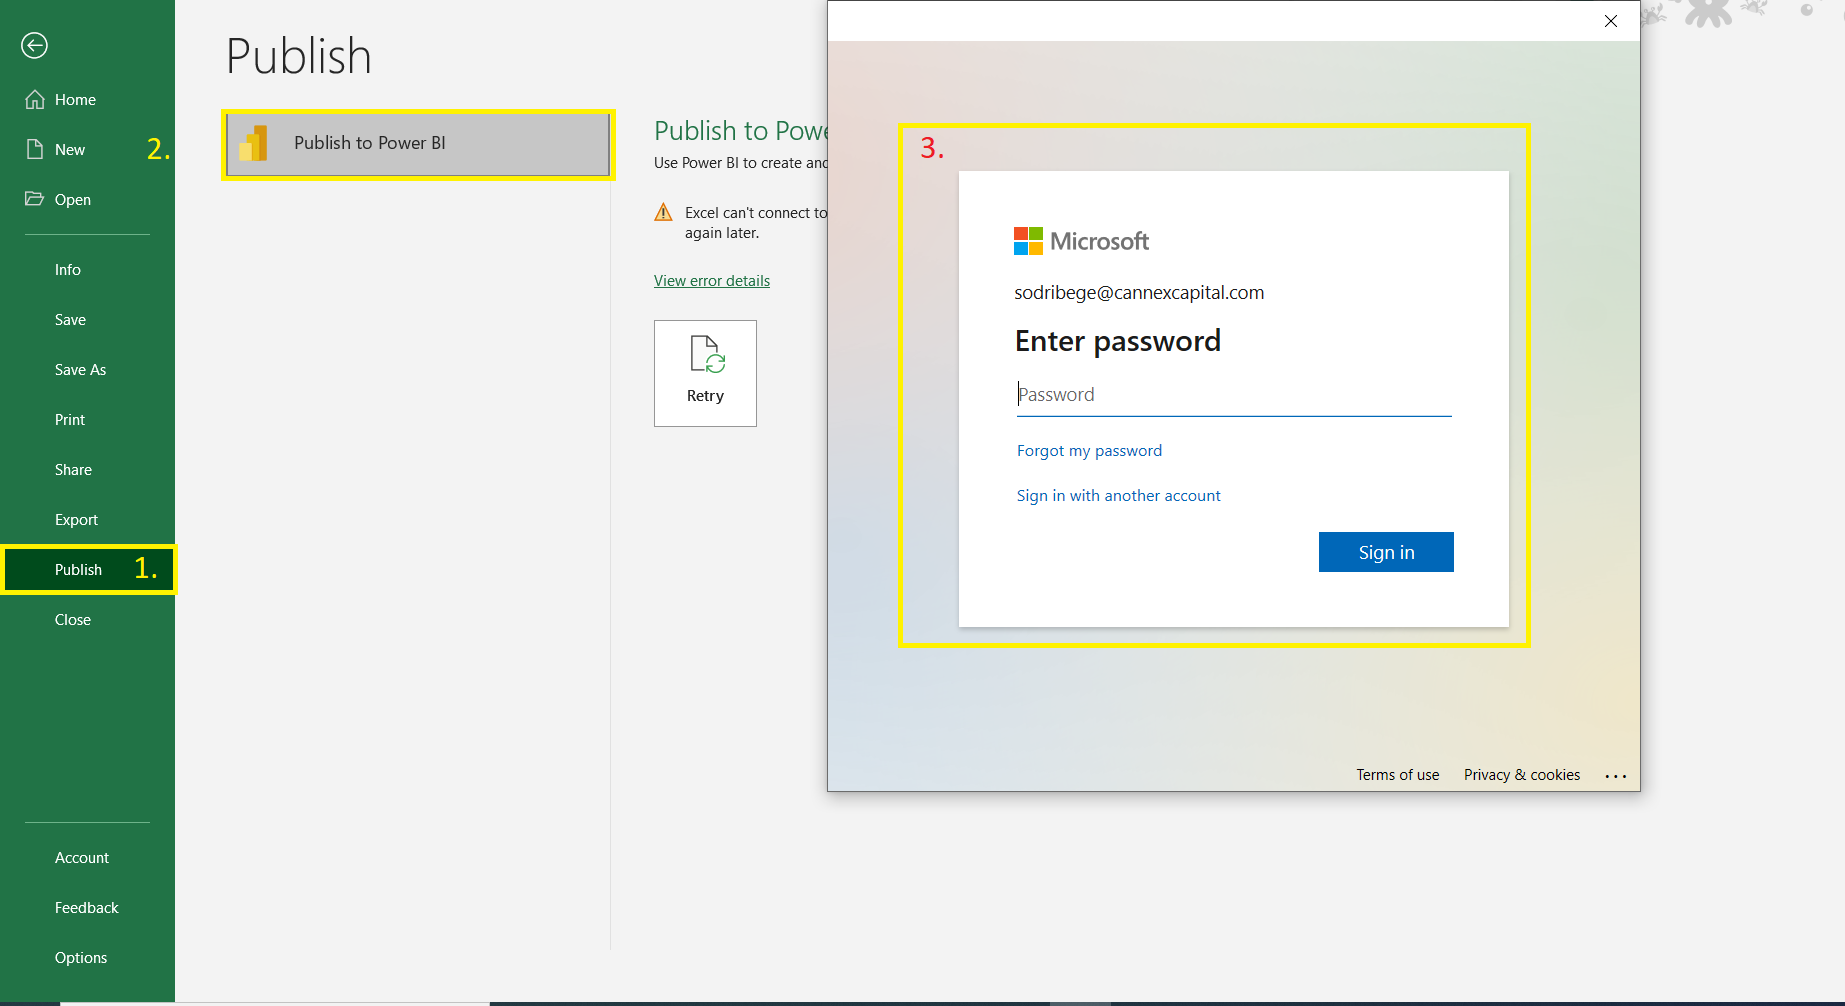 Home
New
2.
Open
Info
Save
Save As
Print
Share
Export
Publish
1.
Close
Account
Feedback
Options
Publish
Publish to Power BI
Publish to Powe
Use Power BI to create and
Excel can't connect to
again later.
View error details
Retry
3.
Microsoft
sodribege@cannexcapital.com
Enter password
Password
Forgot my password
Sign in with another account
Sign in
Terms of use
Privacy & cookies